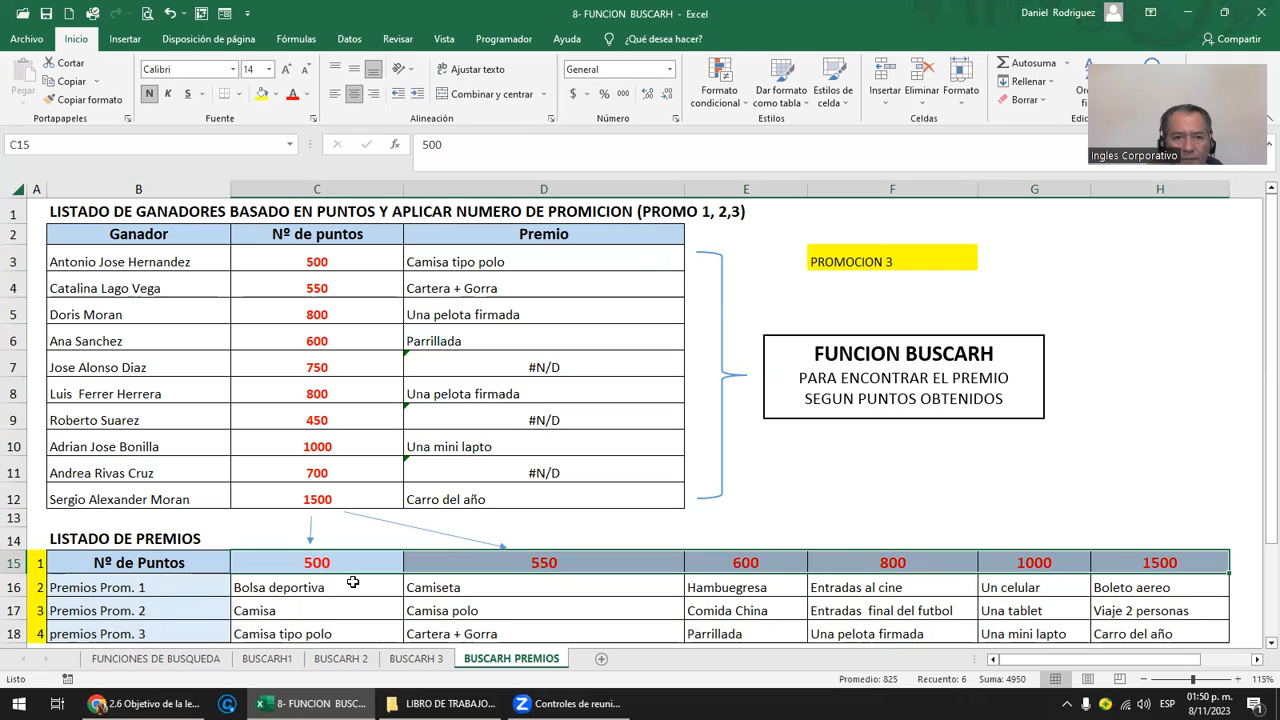 8- FUNCION BUSCARH - Excel
Daniel Rodriguez
Archivo Inicio Insertar Disposición de página Fórmulas Datos Revisar Vista Programador Ayuda ¿Qué desea hacer? Compartir
Pegar
Cortar
Copiar
Copiar formato
Portapapeles
Calibri 14
N K S
Fuente
Ajustar texto
Combinar y centrar
Alineación
General
$ % 000
Número
Formato condicional
Dar formato como tabla
Estilos de celda
Estilos
Insertar Eliminar Formato
Celdas
Autosuma
Rellenar
Borrar
Ingles Corporativo
C15 fx 500
A B C D E F G H
1 LISTADO DE GANADORES BASADO EN PUNTOS Y APLICAR NUMERO DE PROMICION (PROMO 1, 2,3)
2 Ganador Nº de puntos Premio
3 Antonio Jose Hernandez 500 Camisa tipo polo PROMOCION 3
4 Catalina Lago Vega 550 Cartera + Gorra
5 Doris Moran 800 Una pelota firmada
6 Ana Sanchez 600 Parrillada
7 Jose Alonso Diaz 750 #N/D
8 Luis Ferrer Herrera 800 Una pelota firmada
9 Roberto Suarez 450 #N/D
10 Adrian Jose Bonilla 1000 Una mini lapto
11 Andrea Rivas Cruz 700 #N/D
12 Sergio Alexander Moran 1500 Carro del año
FUNCION BUSCARH
PARA ENCONTRAR EL PREMIO
SEGUN PUNTOS OBTENIDOS
13
14 LISTADO DE PREMIOS
15 1 Nº de Puntos 500 550 600 800 1000 1500
16 2 Premios Prom. 1 Bolsa deportiva Camiseta Hambuegresa Entradas al cine Un celular Boleto aereo
17 3 Premios Prom. 2 Camisa Camisa polo Comida China Entradas final del futbol Una tablet Viaje 2 personas
18 4 premios Prom. 3 Camisa tipo polo Cartera + Gorra Parrillada Una pelota firmada Una mini lapto Carro del año
FUNCIONES DE BUSQUEDA BUSCARH1 BUSCARH 2 BUSCARH 3 BUSCARH PREMIOS
Listo Promedio: 825 Recuento: 6 Suma: 4950 115%
2.6 Objetivo de la le... 8- FUNCION BUSC... LIBRO DE TRABAJO... Controles de reuni... ESP
01:50 p. m.
8/11/2023